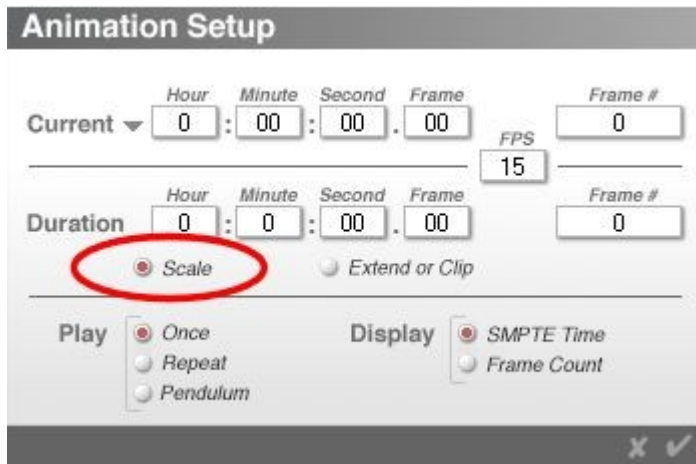 Animation Setup
Hour Minute Second Frame Frame #
Current 0 : 00 : 00 . 00 0
FPS
15
Hour Minute Second Frame Frame #
Duration 0 : 0 : 00 . 00 0
Scale Extend or Clip
Play Once Display SMPTE Time
Repeat Frame Count
Pendulum